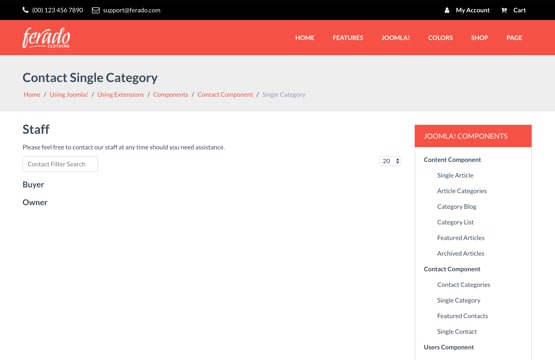 (00) 123 456 7890 support@ferado.com My Account Cart
ferado CLOTHING
HOME FEATURES JOOMLA! COLORS SHOP PAGE
Contact Single Category
Home / Using Joomla! / Using Extensions / Components / Contact Component / Single Category
Staff
Please feel free to contact our staff at any time should you need assistance.
Contact Filter Search 20
Buyer
Owner
JOOMLA! COMPONENTS
Content Component
Single Article
Article Categories
Category Blog
Category List
Featured Articles
Archived Articles
Contact Component
Contact Categories
Single Category
Featured Contacts
Single Contact
Users Component